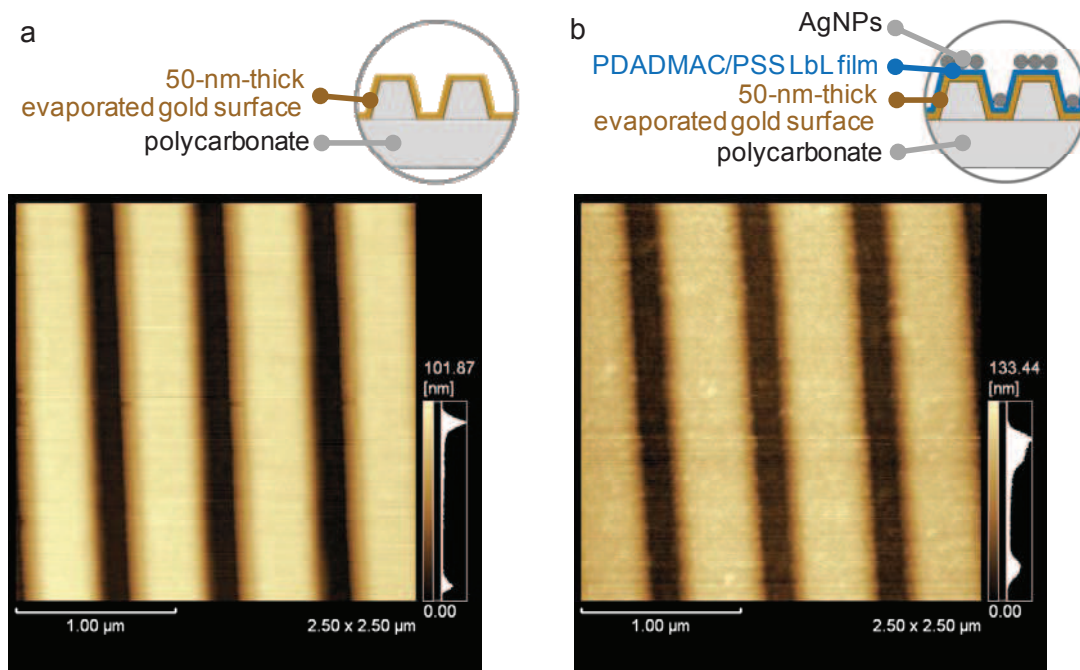 a
50-nm-thick
evaporated gold surface
polycarbonate
101.87
[nm]
0.00
1.00 μm
2.50 x 2.50 μm
b
AgNPs
PDADMAC/PSS LbL film
50-nm-thick
evaporated gold surface
polycarbonate
133.44
[nm]
0.00
1.00 μm
2.50 x 2.50 μm